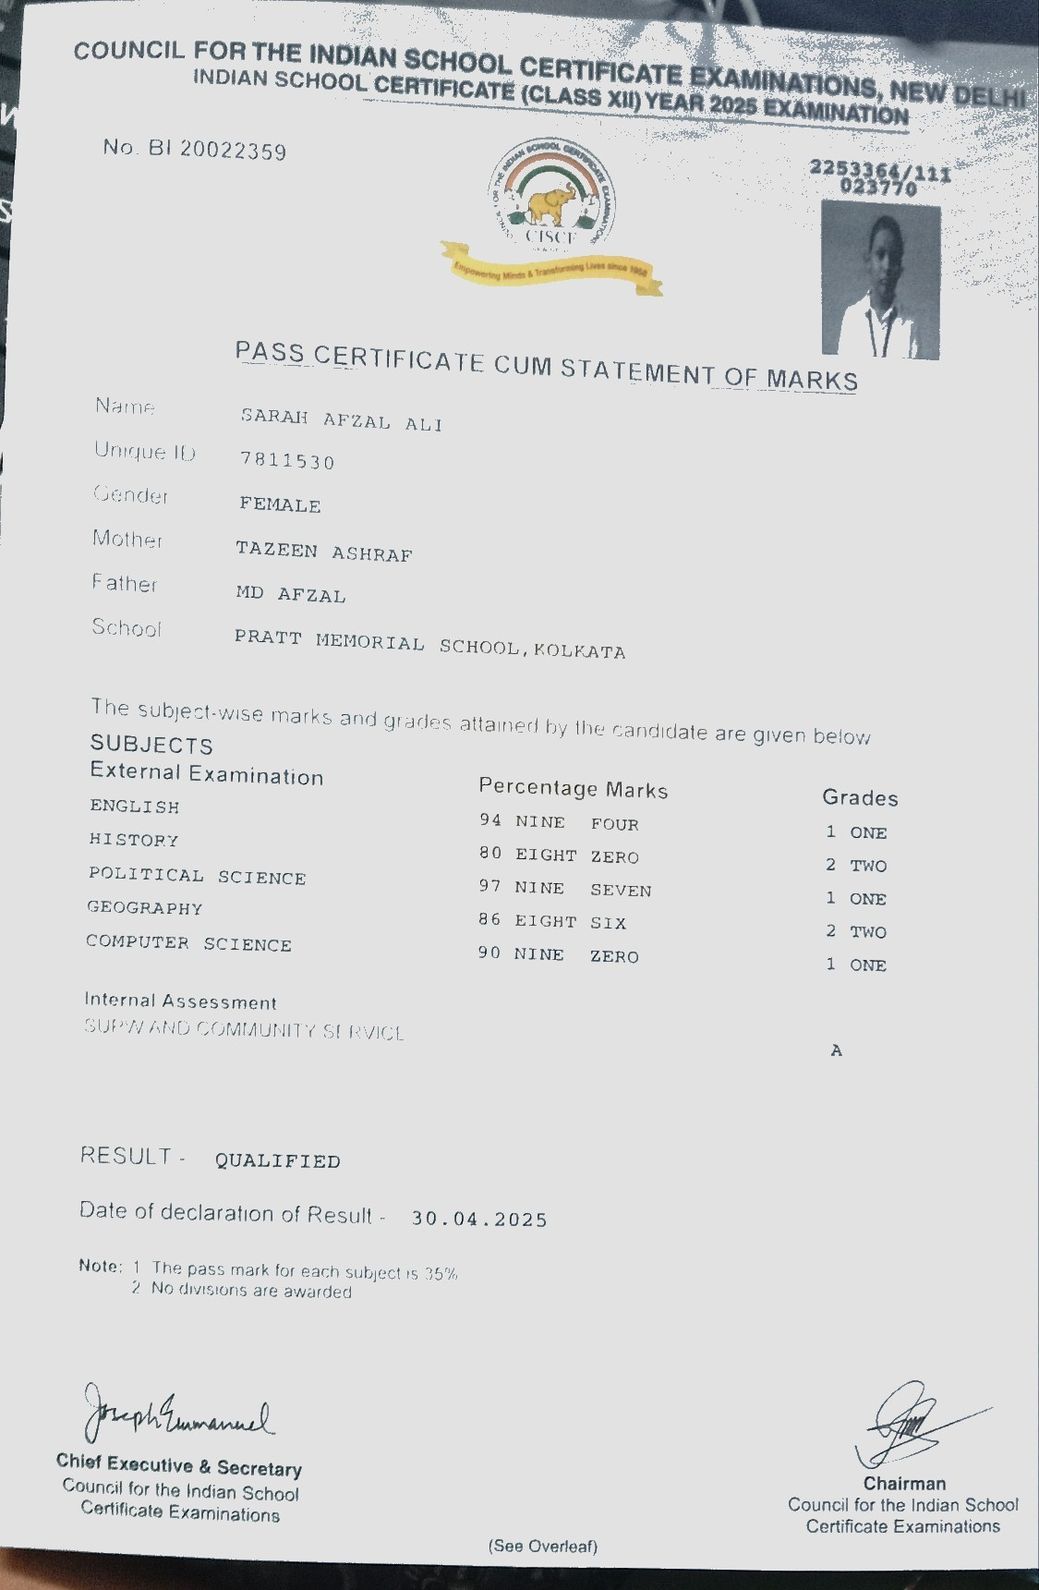 COUNCIL FOR THE INDIAN SCHOOL CERTIFICATE EXAMINATIONS, NEW DELHI
INDIAN SCHOOL CERTIFICATE (CLASS XII) YEAR 2025 EXAMINATION
No. BI 20022359
2253364/111
023770
CISCE
Empowering Minds & Transforming Lives since 1958
PASS CERTIFICATE CUM STATEMENT OF MARKS
Name SARAH AFZAL ALI
Unique ID 7811530
Gender FEMALE
Mother TAZEEN ASHRAF
Father MD AFZAL
School PRATT MEMORIAL SCHOOL,KOLKATA
The subject-wise marks and grades attained by the candidate are given below
SUBJECTS
External Examination Percentage Marks Grades
ENGLISH 94 NINE FOUR 1 ONE
HISTORY 80 EIGHT ZERO 2 TWO
POLITICAL SCIENCE 97 NINE SEVEN 1 ONE
GEOGRAPHY 86 EIGHT SIX 2 TWO
COMPUTER SCIENCE 90 NINE ZERO 1 ONE
Internal Assessment
SUPW AND COMMUNITY SERVICE A
RESULT - QUALIFIED
Date of declaration of Result - 30.04.2025
Note: 1 The pass mark for each subject is 35%
2 No divisions are awarded
Joseph Emmanuel
Chief Executive & Secretary
Council for the Indian School
Certificate Examinations
Chairman
Council for the Indian School
Certificate Examinations
(See Overleaf)